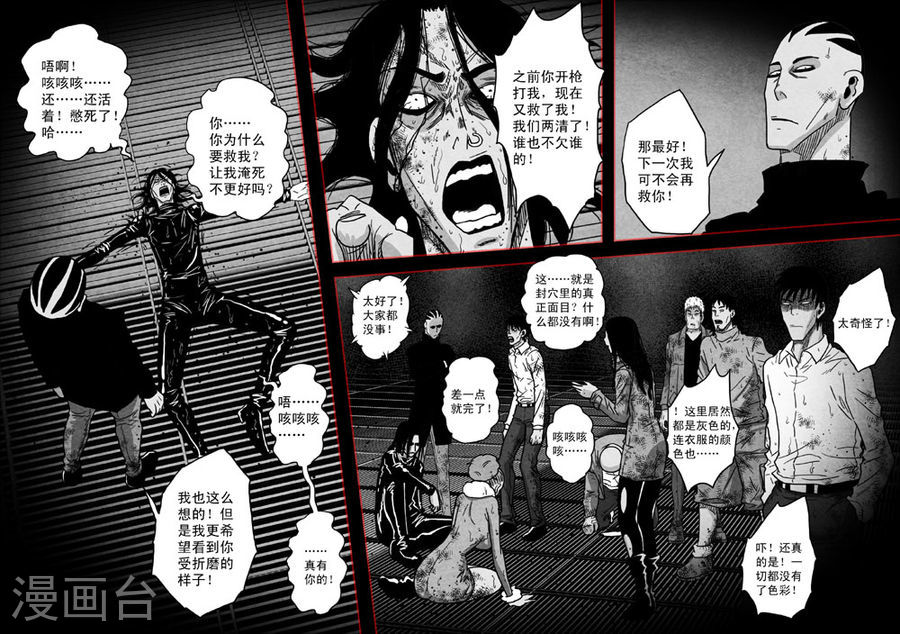 唔啊！
咳咳咳……
还……还活
着！憋死了！
哈……
你……
你为什么
要救我？
让我淹死
不更好吗？
唔……
咳咳咳
……
我也这么
想的！但
是我更希
望看到你
受折磨的
样子！
……
真有
你的！
之前你开枪
打我，现在
又救了我！
我们两清了！
谁也不欠谁
的！
那最好！
下一次我
可不会再
救你！
太好了！
大家都
没事！
这……就是
封穴里的真
正面目？什
么都没有啊！
太奇怪了！
差一点
就完了！
咳咳咳
咳……
！这里居然
都是灰色的，
连衣服的颜
色也……
吓！还真
的是！一
切都没有
了色彩！
漫画台